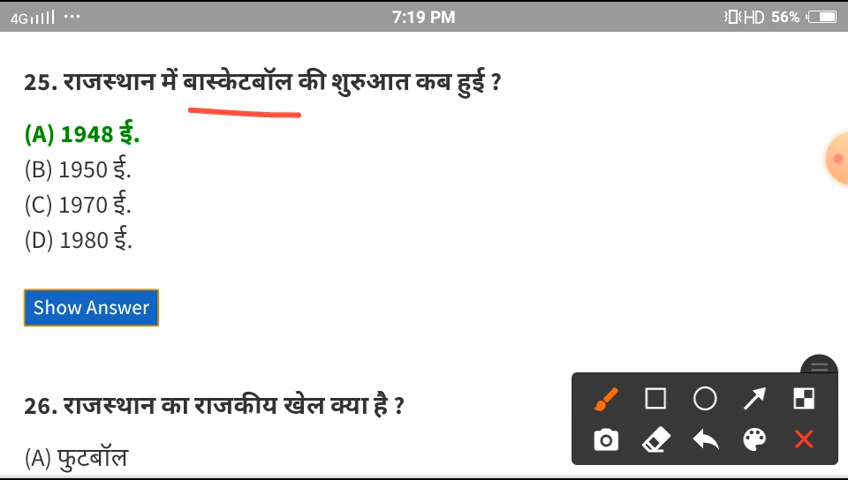 4G 7:19 PM HD 56%
25. राजस्थान में बास्केटबॉल की शुरुआत कब हुई ?
(A) 1948 ई.
(B) 1950 ई.
(C) 1970 ई.
(D) 1980 ई.
Show Answer
26. राजस्थान का राजकीय खेल क्या है ?
(A) फुटबॉल